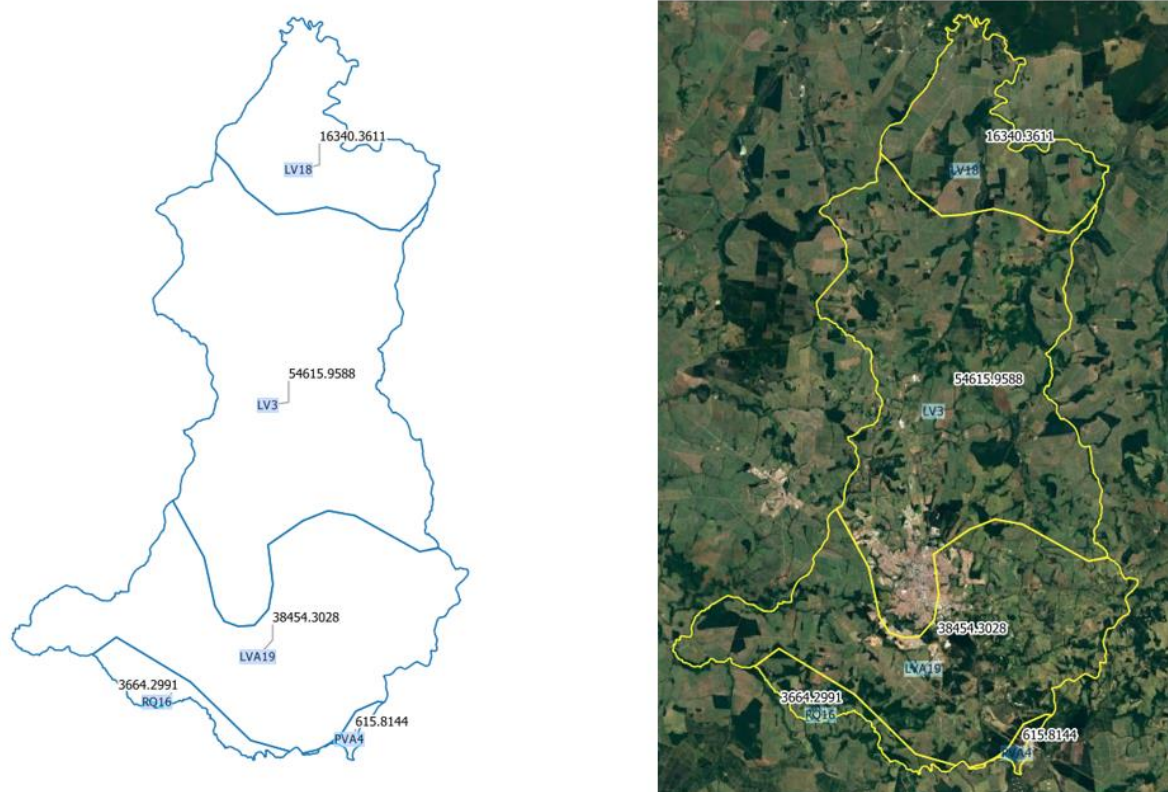 16340.3611
LV18
54615.9588
LV3
38454.3028
LVA19
3664.2991
RQ16
615.8144
PVA4
16340.3611
LV18
54615.9588
LV3
38454.3028
LVA19
3664.2991
RQ16
615.8144
PVA4